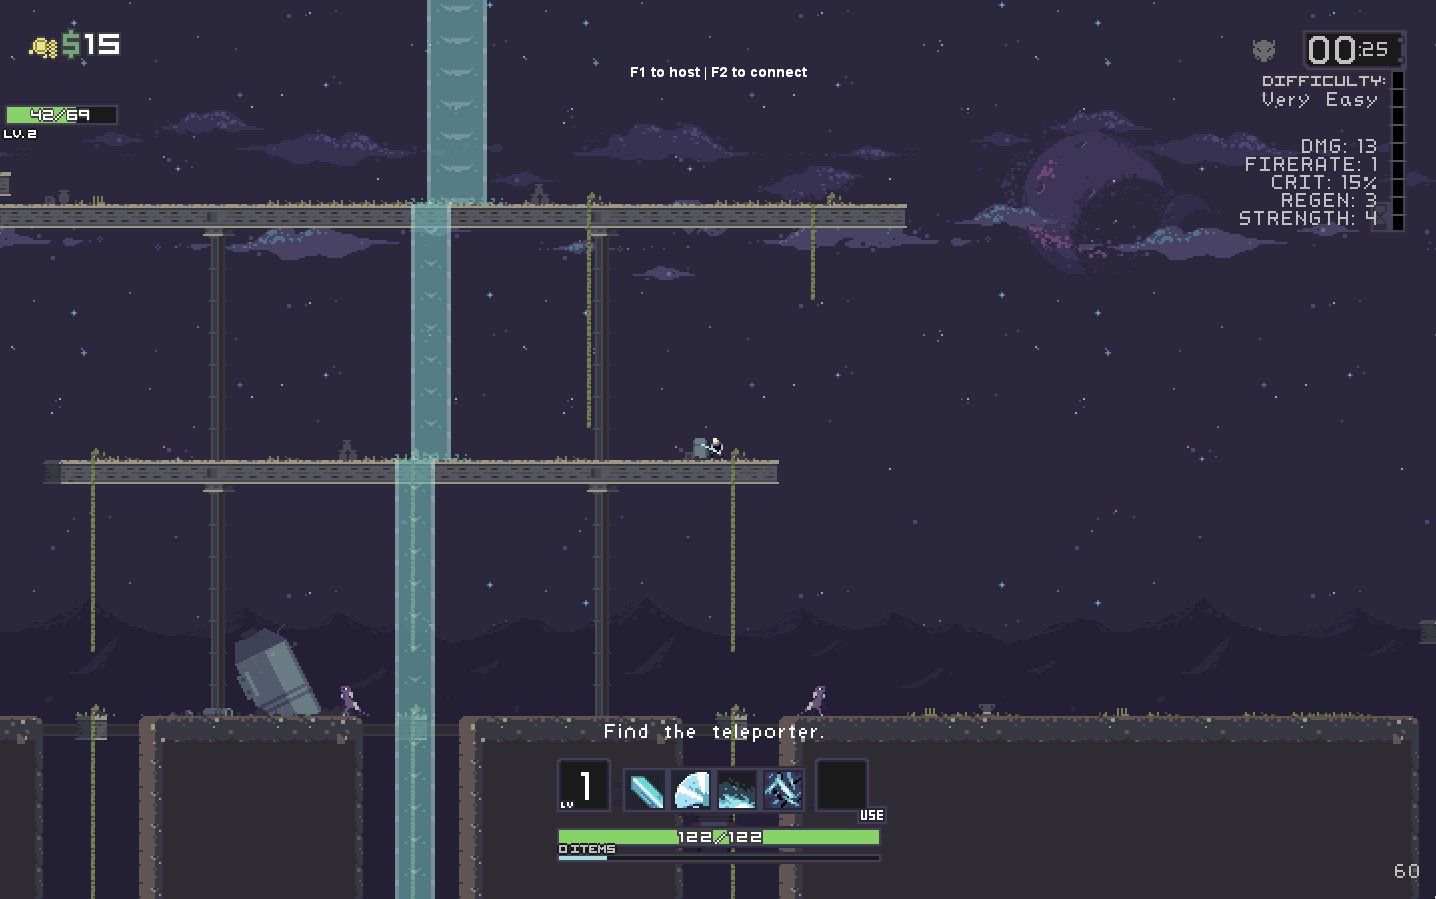 $15
F1 to host | F2 to connect
00:25
DIFFICULTY:
Very Easy
42/69
LV.2
DMG: 13
FIRERATE: 1
CRIT: 15%
REGEN: 3
STRENGTH: 4
Find the teleporter.
1
LV
USE
122/122
0 ITEMS
60